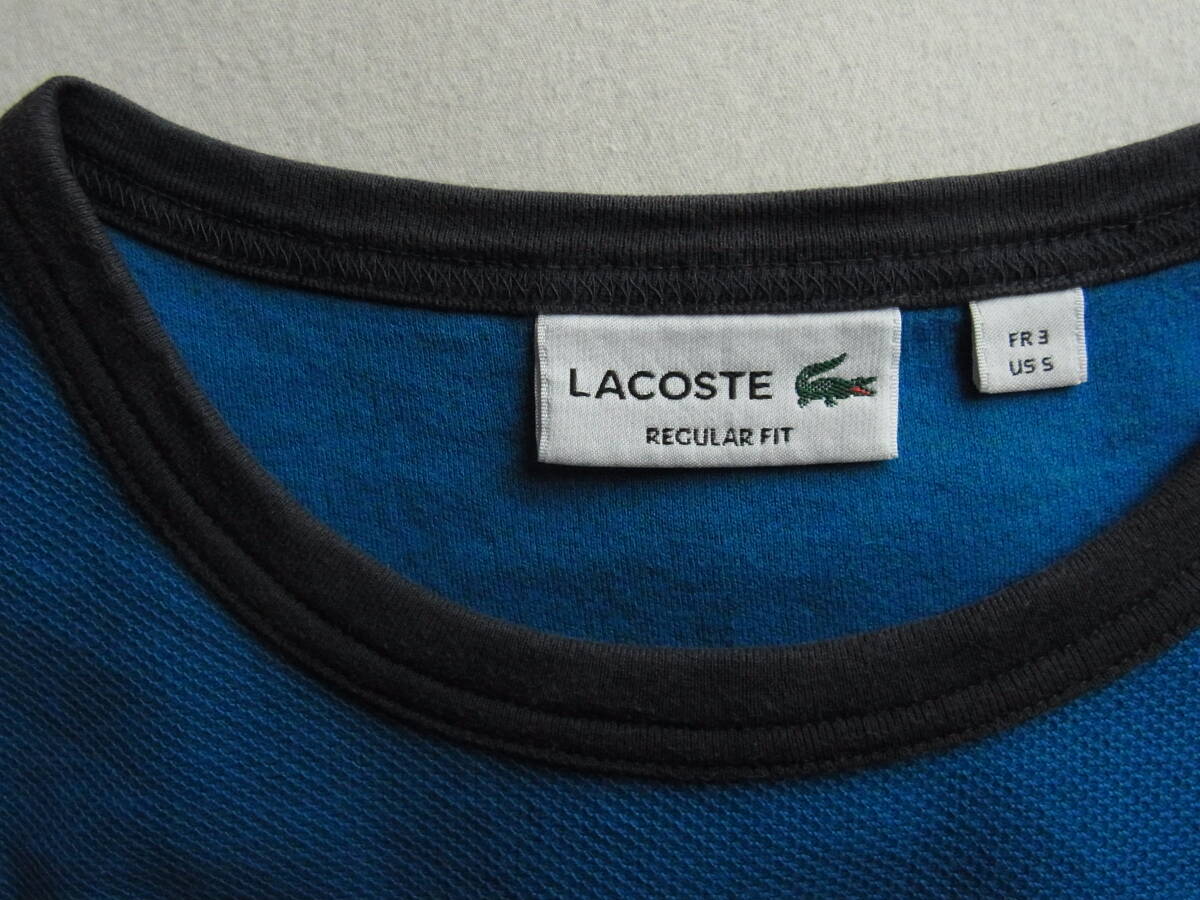 LACOSTE
REGULAR FIT
FR 3
US S